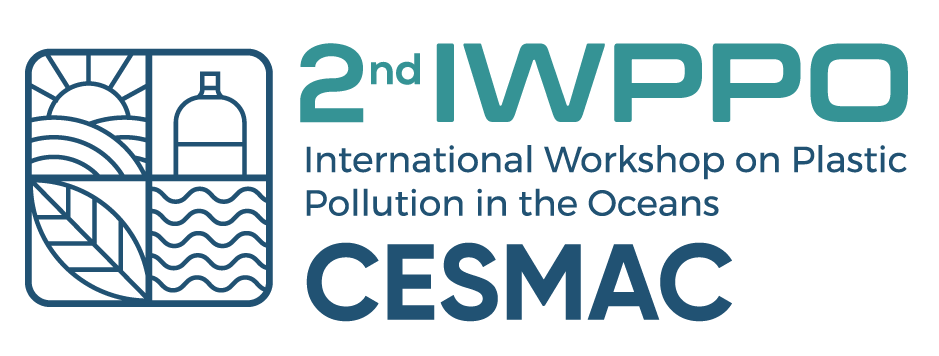 2nd IWPPO
International Workshop on Plastic
Pollution in the Oceans
CESMAC